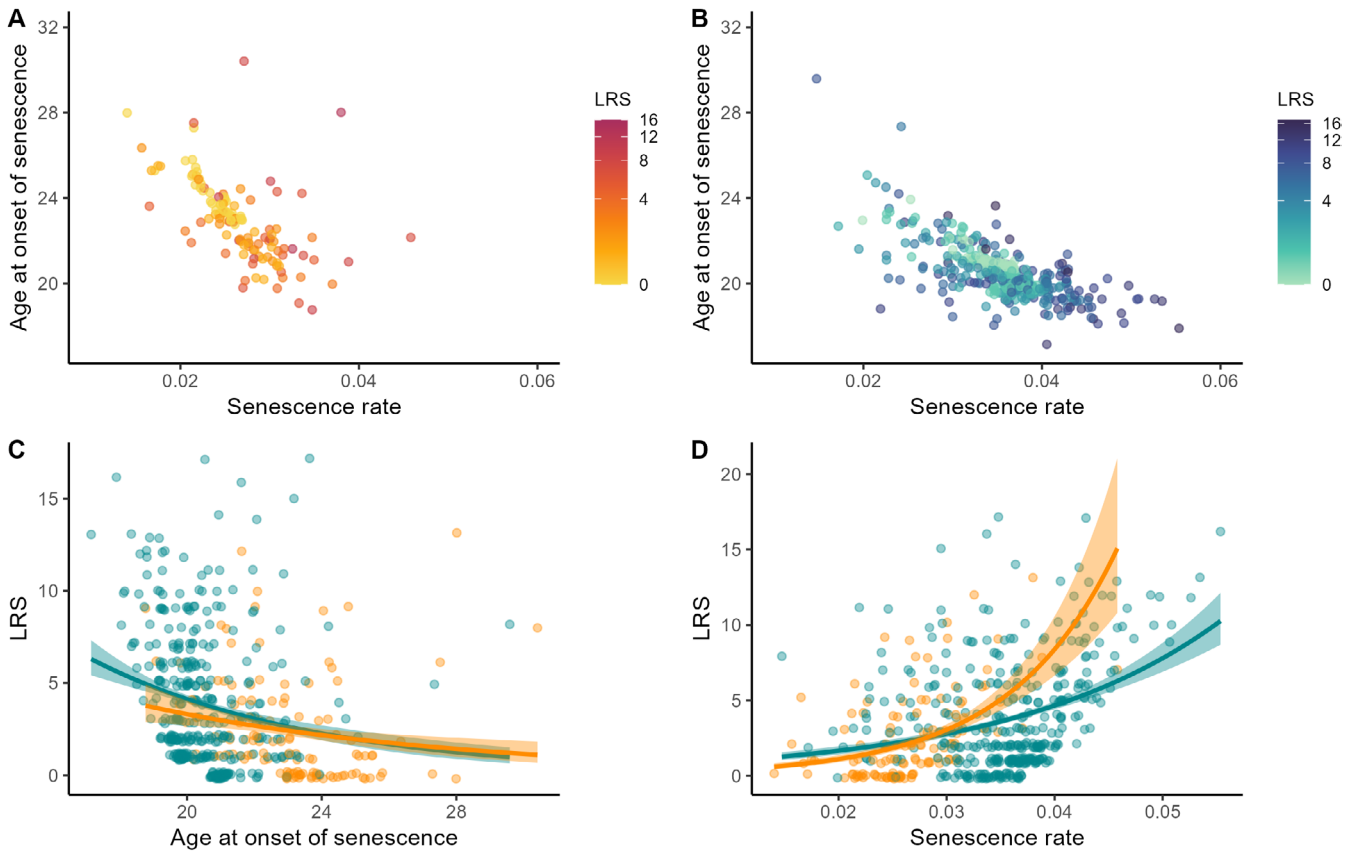 A
Age at onset of senescence
32
28
24
20
0.02 0.04 0.06
Senescence rate
LRS
16
12
8
4
0
B
Age at onset of senescence
32
28
24
20
0.02 0.04 0.06
Senescence rate
LRS
16
12
8
4
0
C
LRS
15
10
5
0
20 24 28
Age at onset of senescence
D
LRS
20
15
10
5
0
0.02 0.03 0.04 0.05
Senescence rate